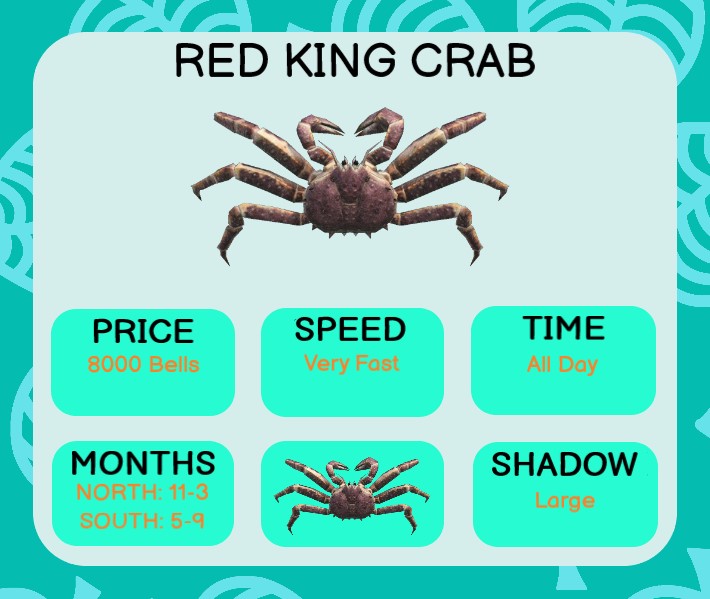 RED KING CRAB
PRICE
8000 Bells
SPEED
Very Fast
TIME
All Day
MONTHS
NORTH: 11-3
SOUTH: 5-9
SHADOW
Large